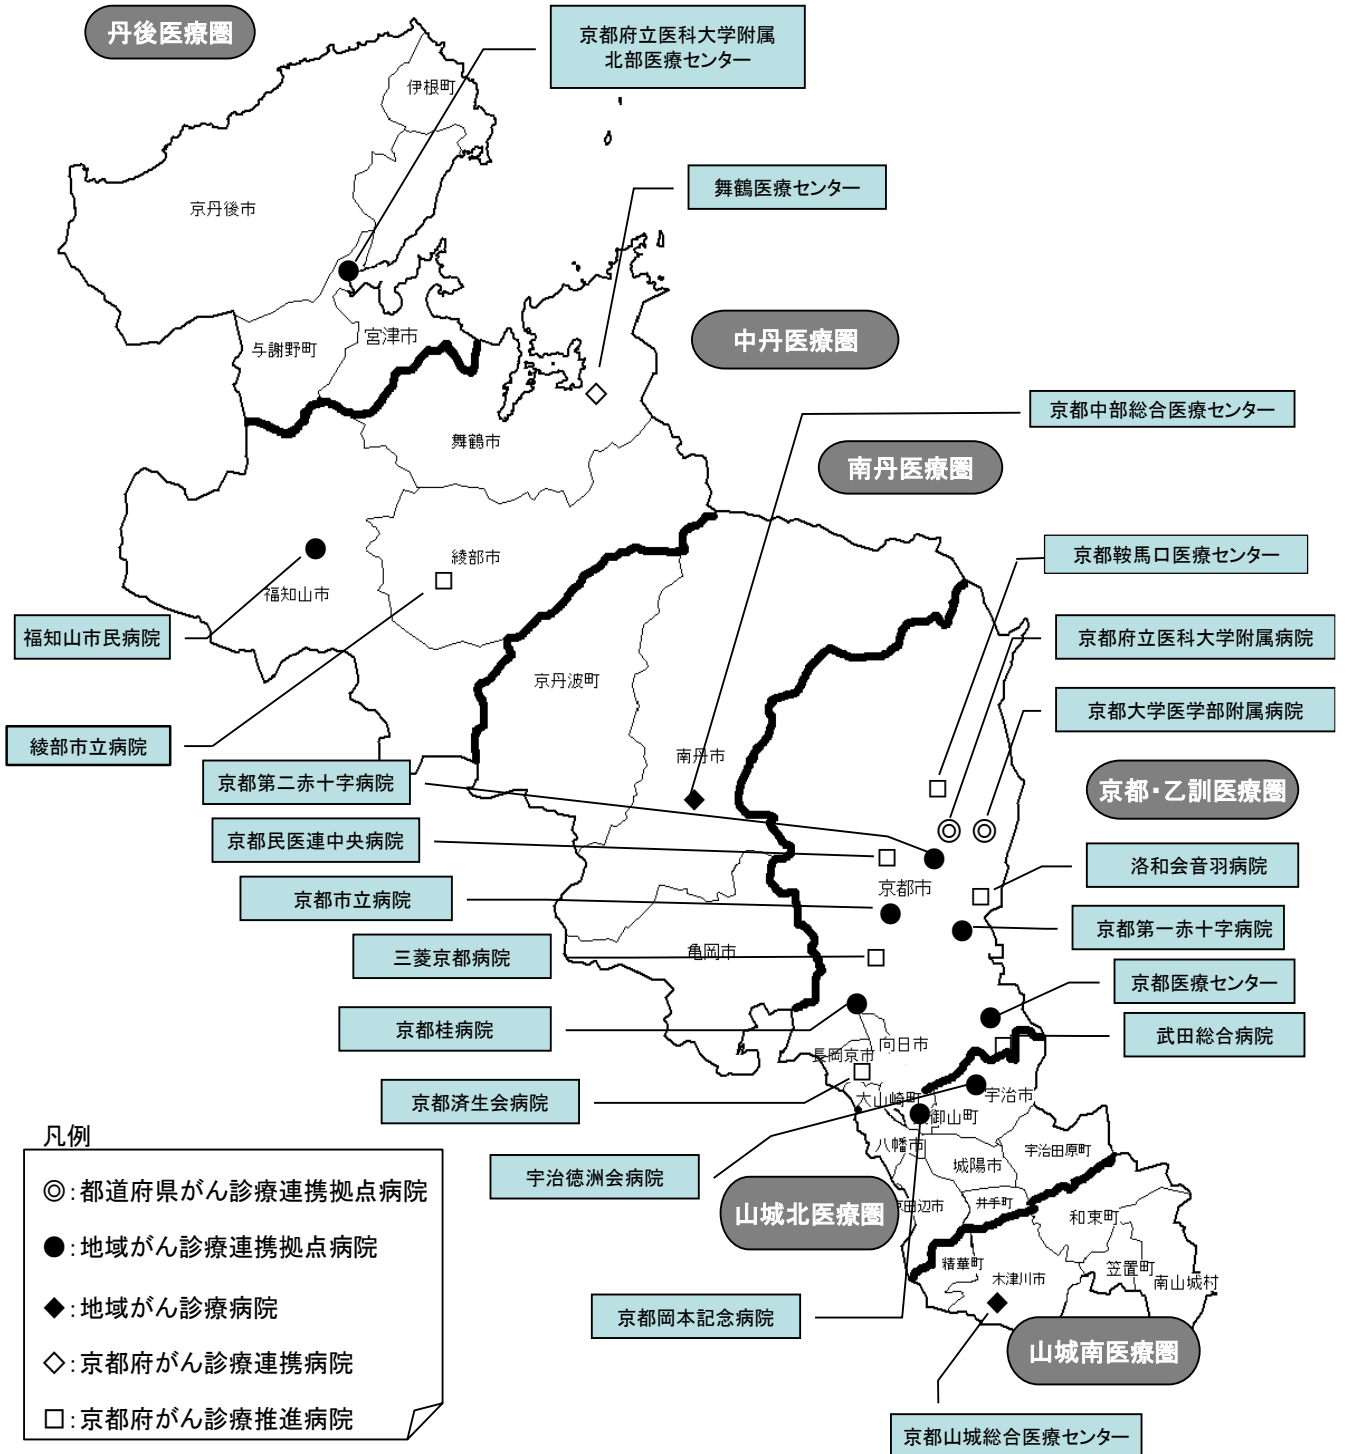 丹後医療圏
京都府立医科大学附属
北部医療センター
伊根町
舞鶴医療センター
京丹後市
中丹医療圏
宮津市
与謝野町
京都中部総合医療センター
舞鶴市
南丹医療圏
京都鞍馬口医療センター
綾部市
福知山市
福知山市民病院
京都府立医科大学附属病院
京丹波町
京都大学医学部附属病院
綾部市立病院
南丹市
京都第二赤十字病院
京都・乙訓医療圏
京都民医連中央病院
洛和会音羽病院
京都市
京都市立病院
京都第一赤十字病院
三菱京都病院
亀岡市
京都医療センター
京都桂病院
武田総合病院
向日市
長岡京市
京都済生会病院
大山崎町
宇治市
御山町
凡例
八幡市
宇治田原町
城陽市
宇治徳洲会病院
◎:都道府県がん診療連携拠点病院
田辺市
井手町
山城北医療圏
和束町
●:地域がん診療連携拠点病院
精華町
笠置町
木津川市
南山城村
◆:地域がん診療病院
京都岡本記念病院
山城南医療圏
◇:京都府がん診療連携病院
□:京都府がん診療推進病院
京都山城総合医療センター